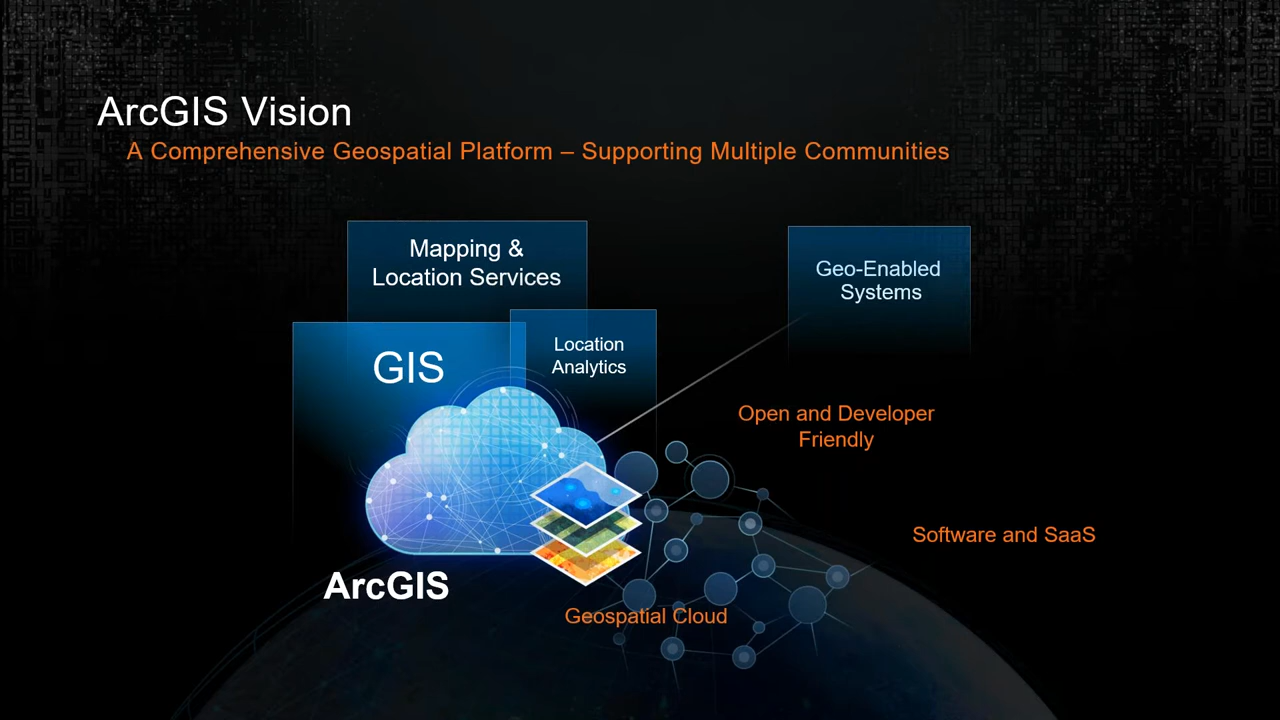 ArcGIS Vision
A Comprehensive Geospatial Platform – Supporting Multiple Communities
Mapping &
Location Services
Geo-Enabled
Systems
GIS
Location
Analytics
Open and Developer
Friendly
Software and SaaS
ArcGIS
Geospatial Cloud